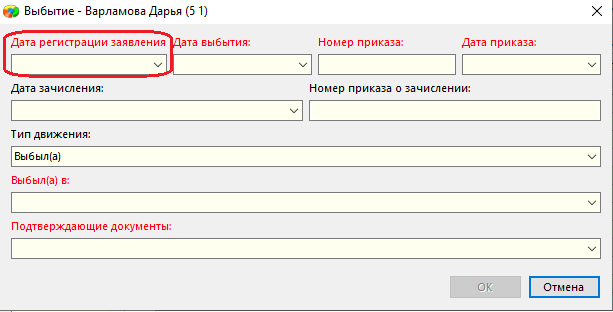 Выбытие - Варламова Дарья (5 1)
Дата регистрации заявления Дата выбытия: Номер приказа: Дата приказа:
Дата зачисления: Номер приказа о зачислении:
Тип движения:
Выбыл(а)
Выбыл(а) в:
Подтверждающие документы:
ОК Отмена